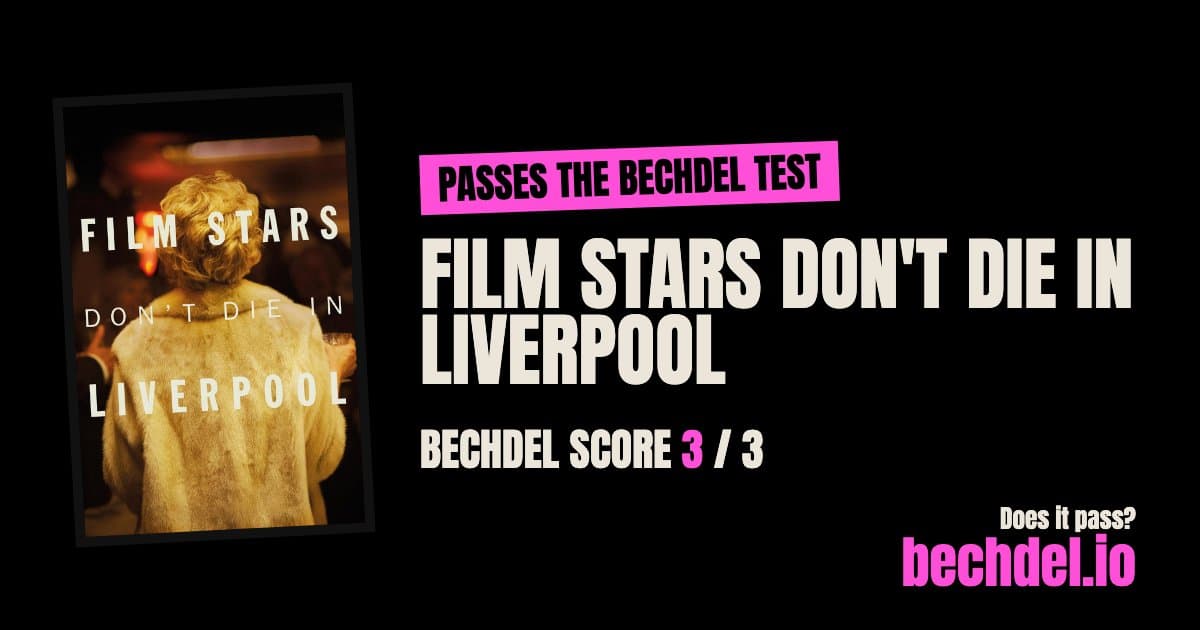 FILM STARS
DON'T DIE IN
LIVERPOOL
PASSES THE BECHDEL TEST
FILM STARS DON'T DIE IN
LIVERPOOL
BECHDEL SCORE 3 / 3
Does it pass?
bechdel.io